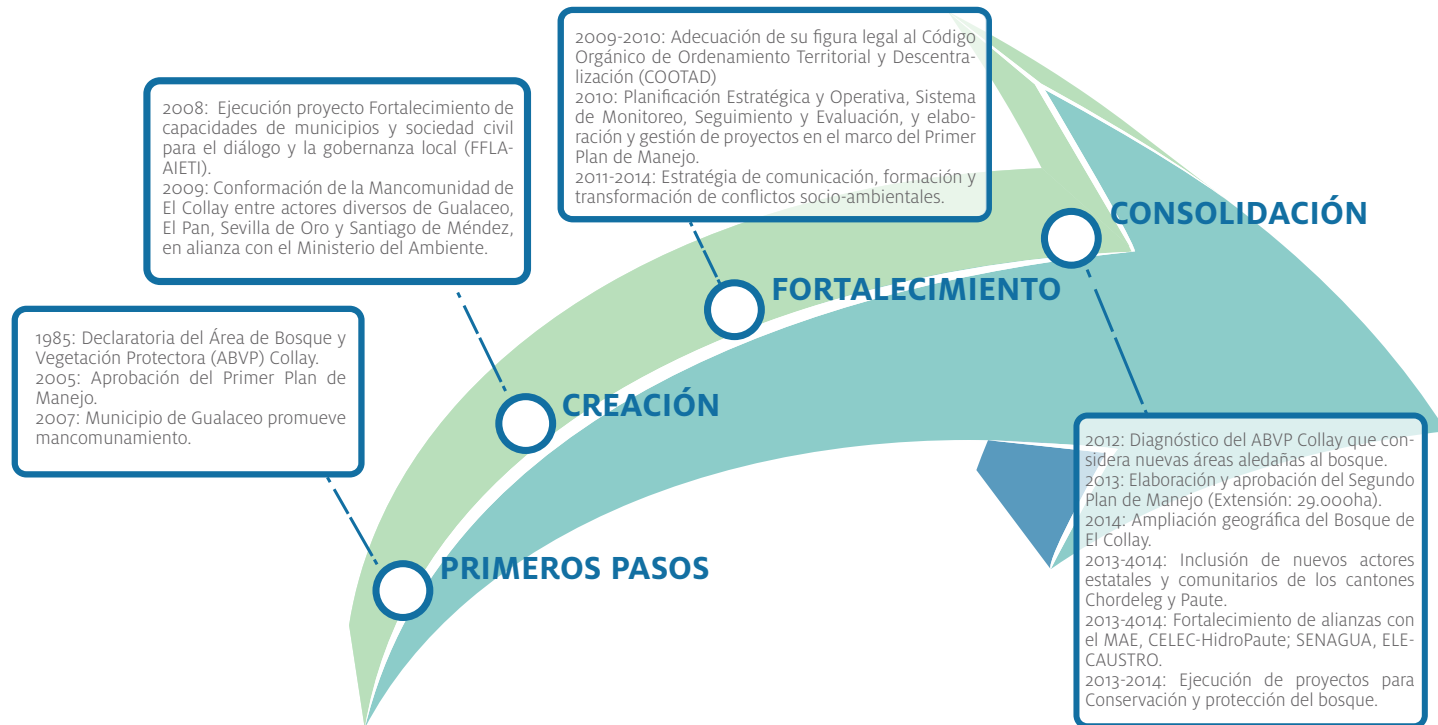 2009-2010: Adecuación de su figura legal al Código
Orgánico de Ordenamiento Territorial y Descentra-
lización (COOTAD)
2010: Planificación Estratégica y Operativa, Sistema
de Monitoreo, Seguimiento y Evaluación, y elabo-
ración y gestión de proyectos en el marco del Primer
Plan de Manejo.
2011-2014: Estratégia de comunicación, formación y
transformación de conflictos socio-ambientales.
2008: Ejecución proyecto Fortalecimiento de
capacidades de municipios y sociedad civil
para el diálogo y la gobernanza local (FFLA-
AIETI).
2009: Conformación de la Mancomunidad de
El Collay entre actores diversos de Gualaceo,
El Pan, Sevilla de Oro y Santiago de Méndez,
en alianza con el Ministerio del Ambiente.
CONSOLIDACIÓN
FORTALECIMIENTO
1985: Declaratoria del Área de Bosque y
Vegetación Protectora (ABVP) Collay.
2005: Aprobación del Primer Plan de
Manejo.
2007: Municipio de Gualaceo promueve
mancomunamiento.
CREACIÓN
PRIMEROS PASOS
2012: Diagnóstico del ABVP Collay que con-
sidera nuevas áreas aledañas al bosque.
2013: Elaboración y aprobación del Segundo
Plan de Manejo (Extensión: 29.000ha).
2014: Ampliación geográfica del Bosque de
El Collay.
2013-4014: Inclusión de nuevos actores
estatales y comunitarios de los cantones
Chordeleg y Paute.
2013-4014: Fortalecimiento de alianzas con
el MAE, CELEC-HidroPaute; SENAGUA, ELE-
CAUSTRO.
2013-2014: Ejecución de proyectos para
Conservación y protección del bosque.